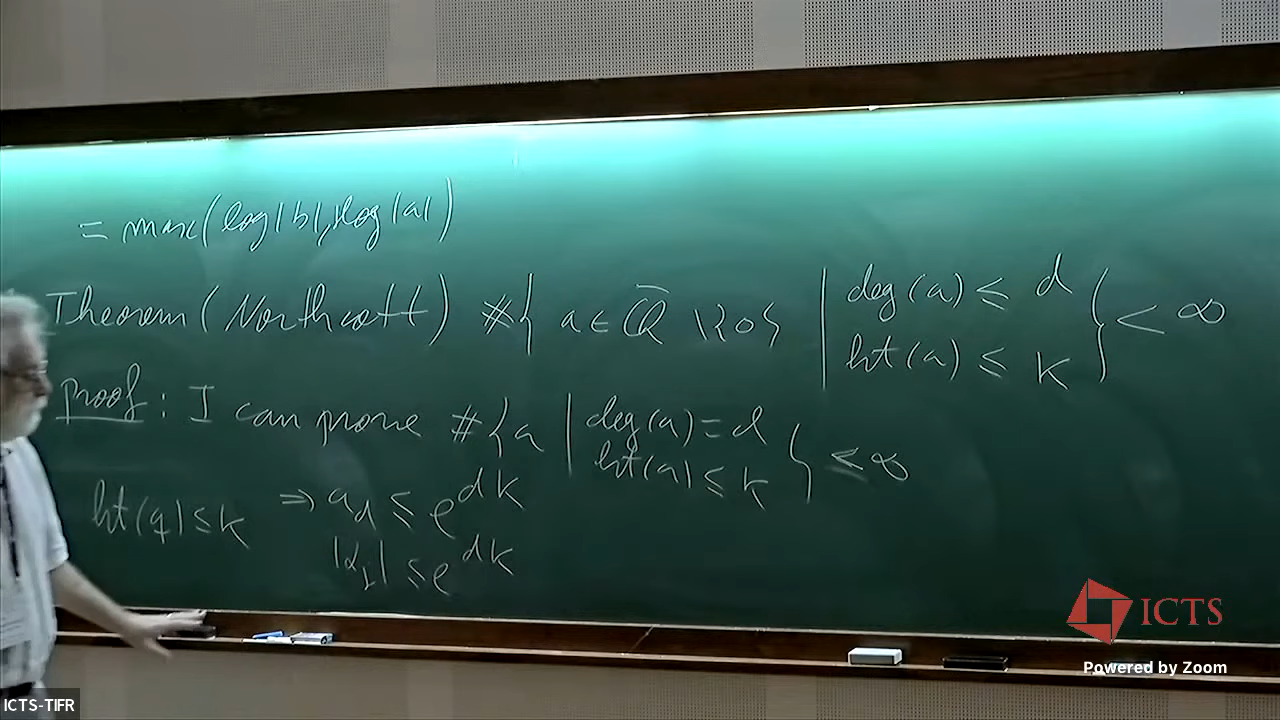 = max(log|b|, log|a|)
Theorem (Northcott) #{ a ∈ Q̄ \ {0} | deg(a) ≤ d
ht(a) ≤ K } < ∞
Proof : I can prove #{ a | deg(a) = d
ht(a) ≤ K } < ∞
ht(a) ≤ K ⇒ a_d ≤ e^{dK}
|α_I| ≤ e^{dK}
ICTS
Powered by Zoom
ICTS-TIFR